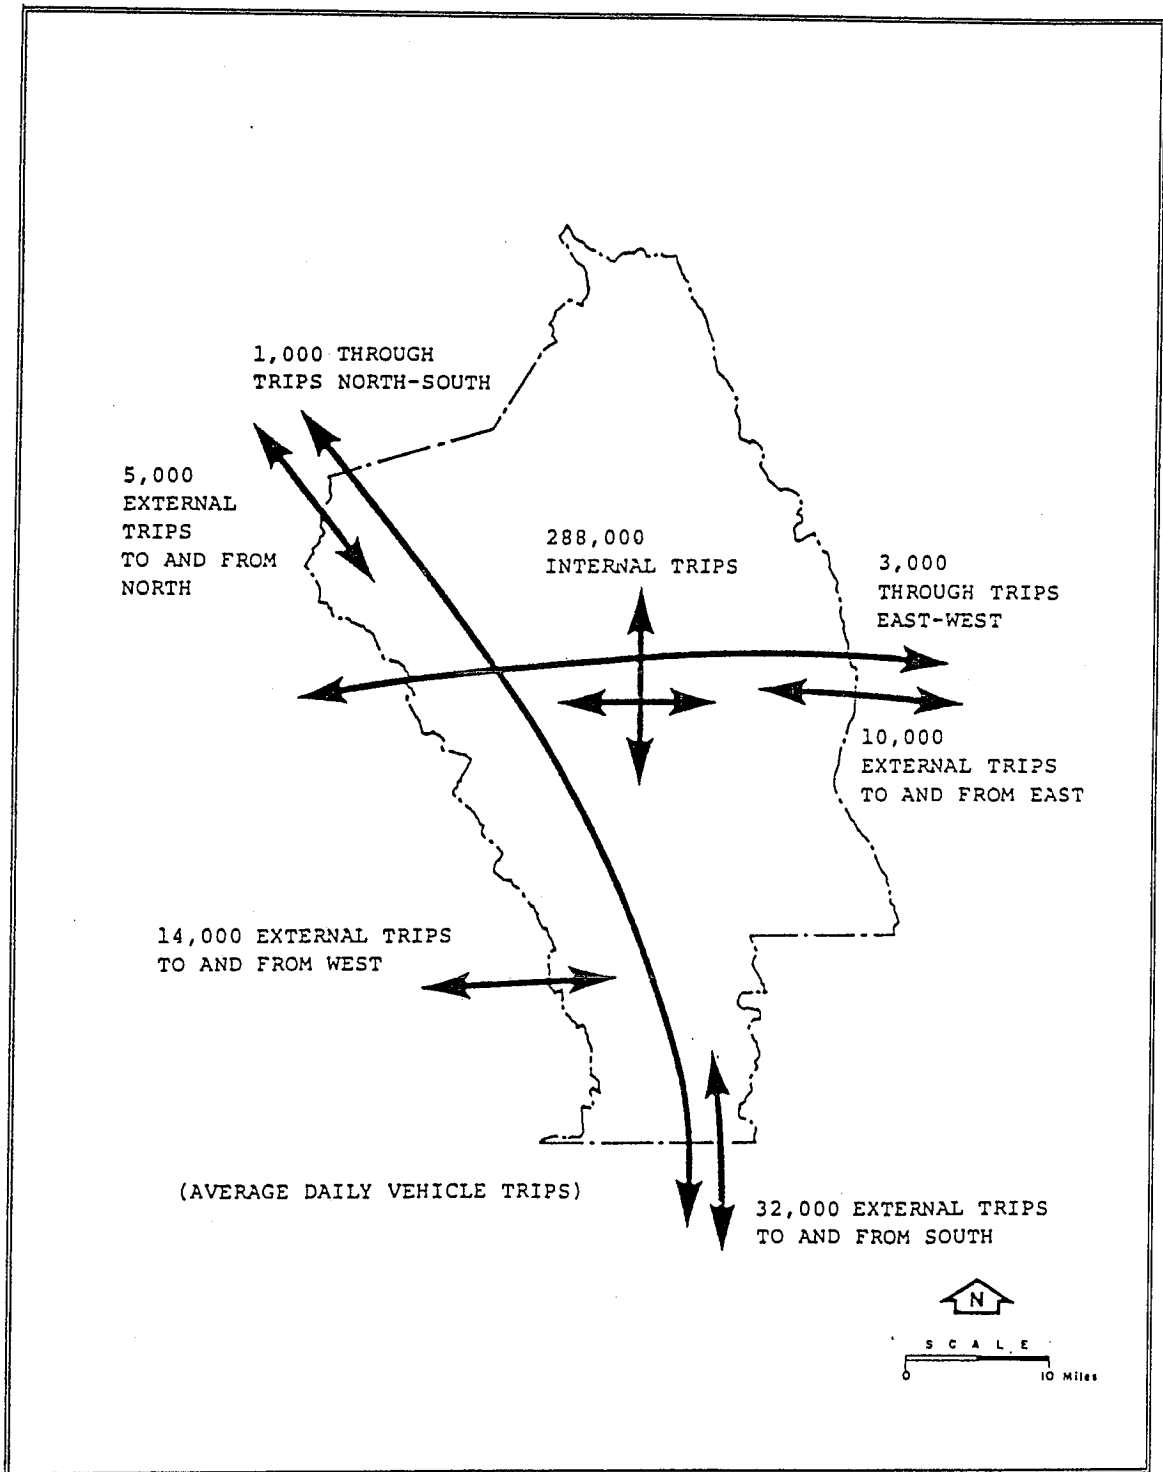 1,000 THROUGH
TRIPS NORTH-SOUTH
5,000
EXTERNAL
TRIPS
TO AND FROM
NORTH
288,000
INTERNAL TRIPS
3,000
THROUGH TRIPS
EAST-WEST
10,000
EXTERNAL TRIPS
TO AND FROM EAST
14,000 EXTERNAL TRIPS
TO AND FROM WEST
(AVERAGE DAILY VEHICLE TRIPS)
32,000 EXTERNAL TRIPS
TO AND FROM SOUTH
N
SCALE
0 10 Miles